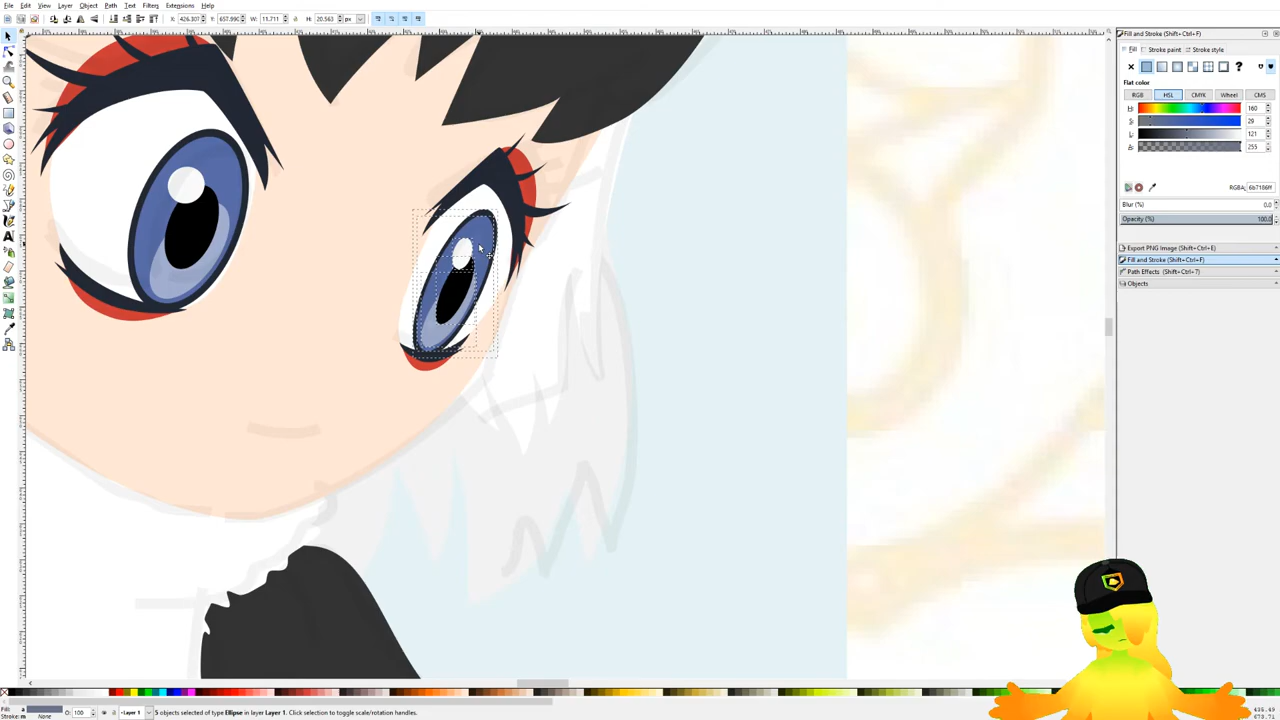 File Edit View Layer Object Path Text Filters Extensions Help
X: 426.307 Y: 657.990 W: 11.711 H: 20.563 px
Fill and Stroke (Shift+Ctrl+F)
Fill Stroke paint Stroke style
Flat color
RGB HSL CMYK Wheel CMS
H: 160
S: 29
L: 121
A: 255
RGBA: 6b7186ff
Blur (%) 0.0
Opacity (%) 100.0
Export PNG Image (Shift+Ctrl+E)
Fill and Stroke (Shift+Ctrl+F)
Path Effects (Shift+Ctrl+7)
Objects
Fill: a
Stroke: m
O: 100
Layer 1
5 objects selected of type Ellipse in layer Layer 1. Click selection to toggle scale/rotation handles.